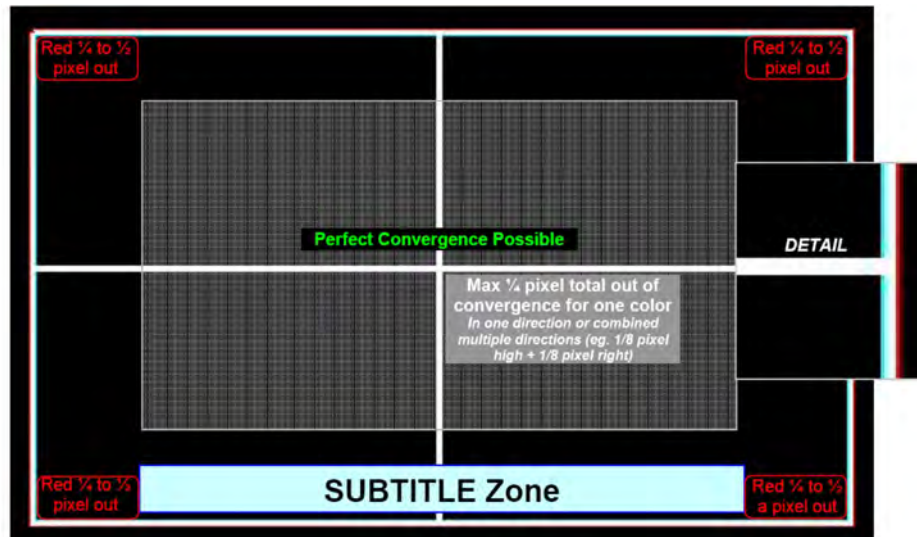 Red ¼ to ½
pixel out
Red ¼ to ½
pixel out
Perfect Convergence Possible
DETAIL
Max ¼ pixel total out of
convergence for one color
In one direction or combined
multiple directions (eg. 1/8 pixel
high + 1/8 pixel right)
Red ¼ to ½
pixel out
SUBTITLE Zone
Red ¼ to ½
a pixel out